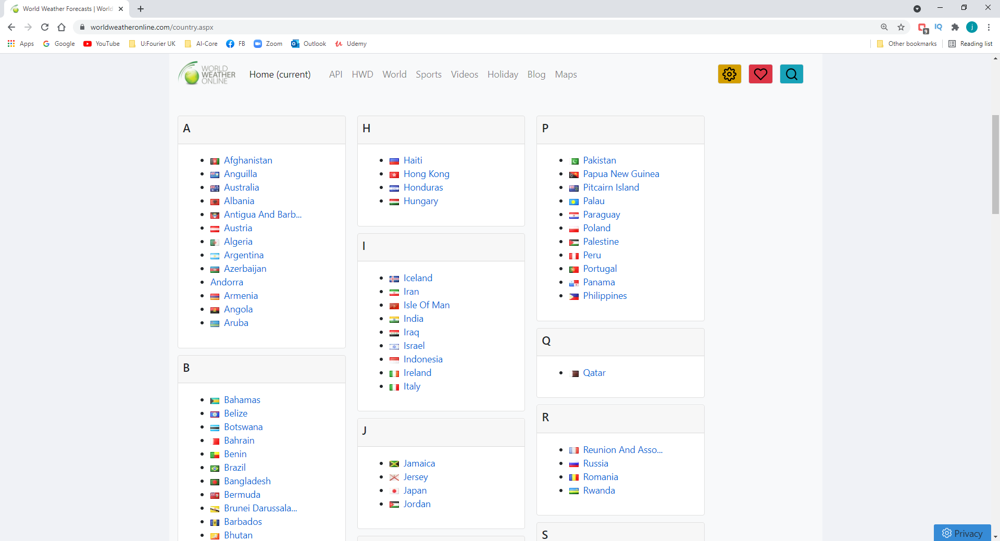 World Weather Forecasts | World
worldweatheronline.com/country.aspx
9
IQ
j
Apps
Google
YouTube
U:Fourier UK
AI-Core
FB
Zoom
Outlook
Udemy
Other bookmarks
Reading list
WORLD
WEATHER
ONLINE
Home (current)
API
HWD
World
Sports
Videos
Holiday
Blog
Maps
A
Afghanistan
Anguilla
Australia
Albania
Antigua And Barb...
Austria
Algeria
Argentina
Azerbaijan
Andorra
Armenia
Angola
Aruba
B
Bahamas
Belize
Botswana
Bahrain
Benin
Brazil
Bangladesh
Bermuda
Brunei Darussala...
Barbados
Bhutan
H
Haiti
Hong Kong
Honduras
Hungary
I
Iceland
Iran
Isle Of Man
India
Iraq
Israel
Indonesia
Ireland
Italy
J
Jamaica
Jersey
Japan
Jordan
P
Pakistan
Papua New Guinea
Pitcairn Island
Palau
Paraguay
Poland
Palestine
Peru
Portugal
Panama
Philippines
Q
Qatar
R
Reunion And Asso...
Russia
Romania
Rwanda
S
Privacy